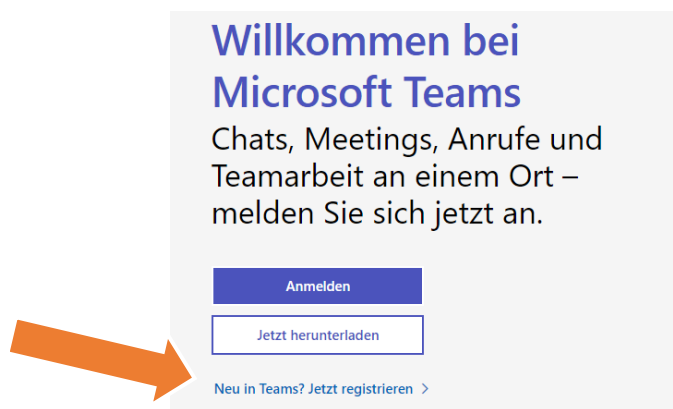 Willkommen bei
Microsoft Teams
Chats, Meetings, Anrufe und
Teamarbeit an einem Ort –
melden Sie sich jetzt an.
Anmelden
Jetzt herunterladen
Neu in Teams? Jetzt registrieren >